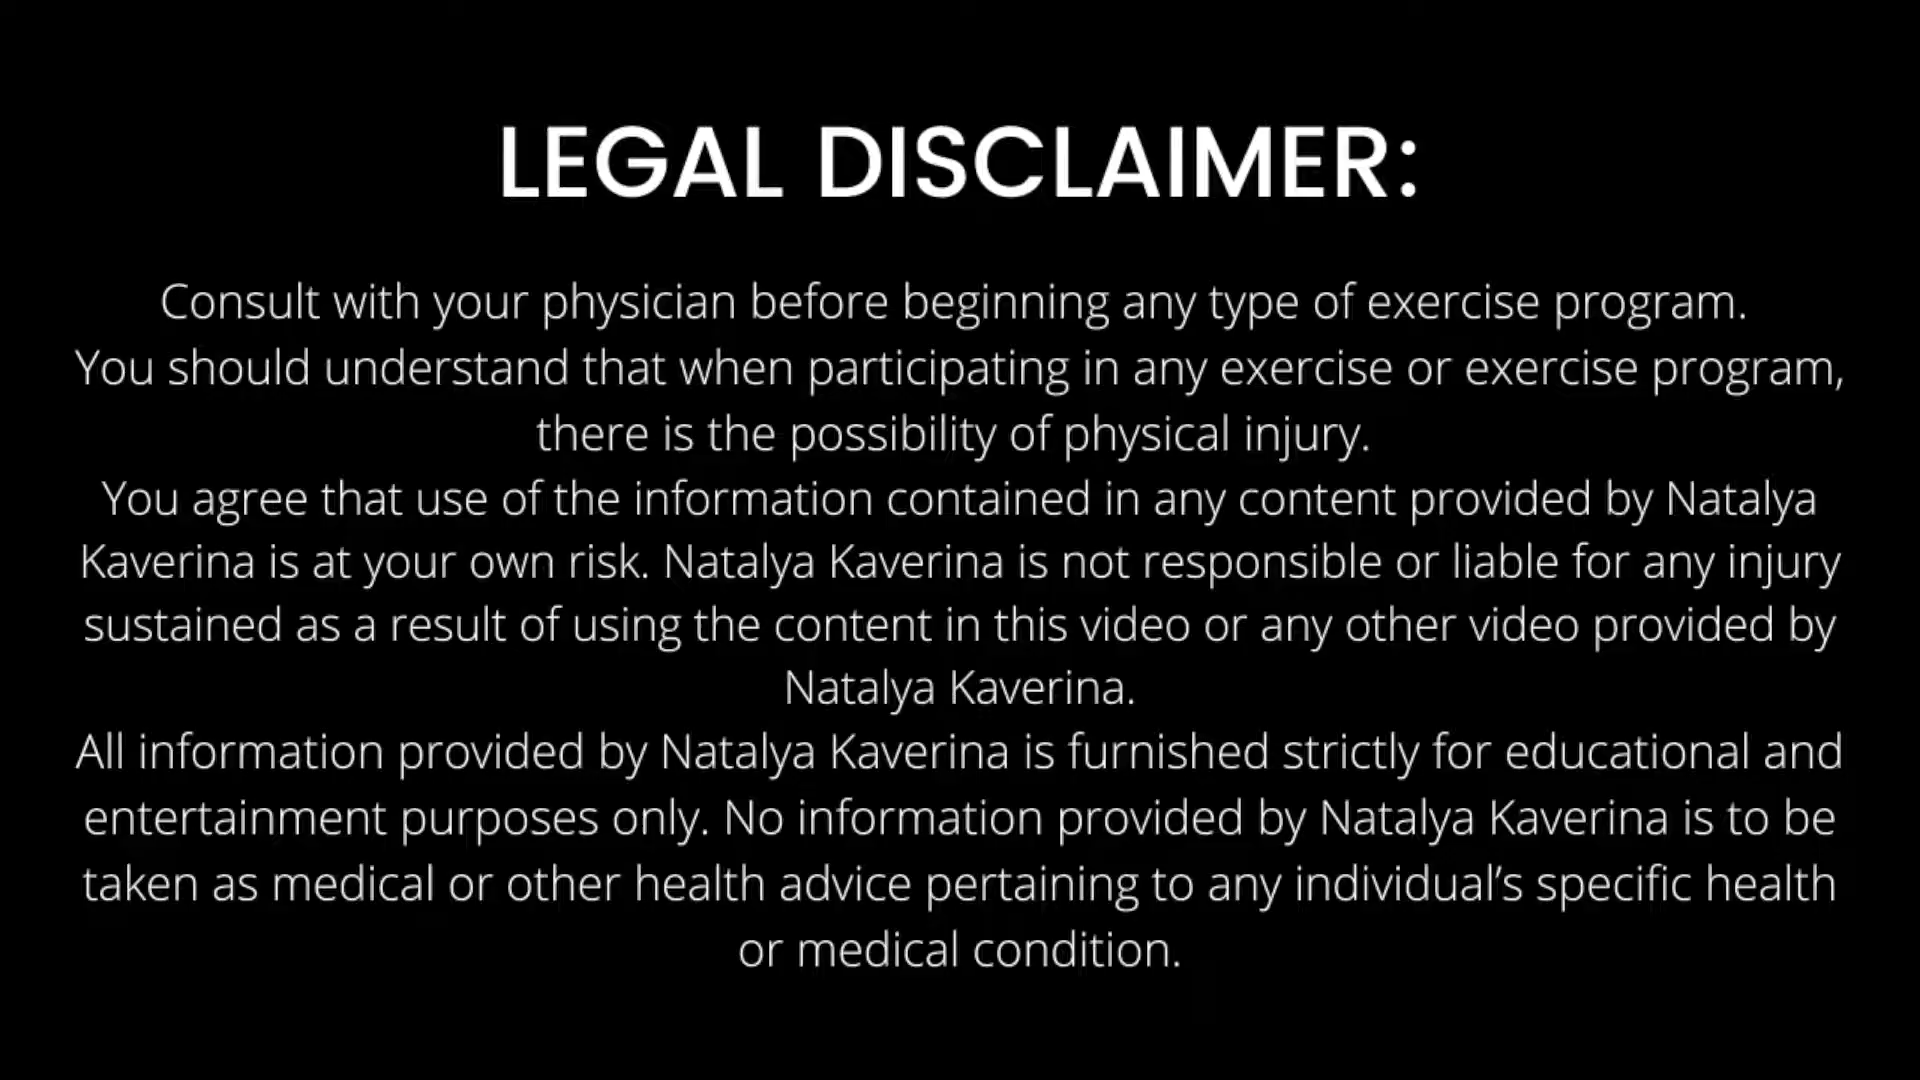 LEGAL DISCLAIMER:
Consult with your physician before beginning any type of exercise program.
You should understand that when participating in any exercise or exercise program,
there is the possibility of physical injury.
You agree that use of the information contained in any content provided by Natalya
Kaverina is at your own risk. Natalya Kaverina is not responsible or liable for any injury
sustained as a result of using the content in this video or any other video provided by
Natalya Kaverina.
All information provided by Natalya Kaverina is furnished strictly for educational and
entertainment purposes only. No information provided by Natalya Kaverina is to be
taken as medical or other health advice pertaining to any individual’s specific health
or medical condition.